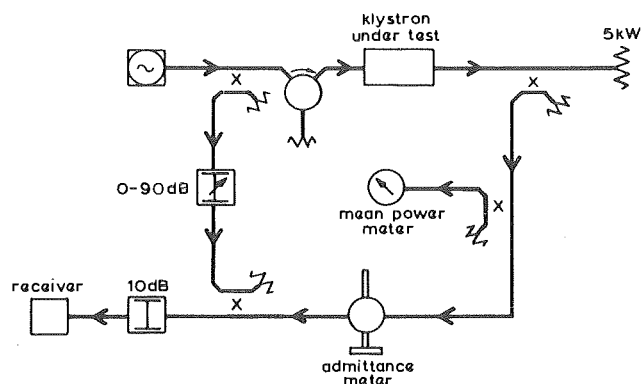 klystron
under test
5kW
X
X
0-90dB
mean power
meter
X
receiver
10dB
X
admittance
meter